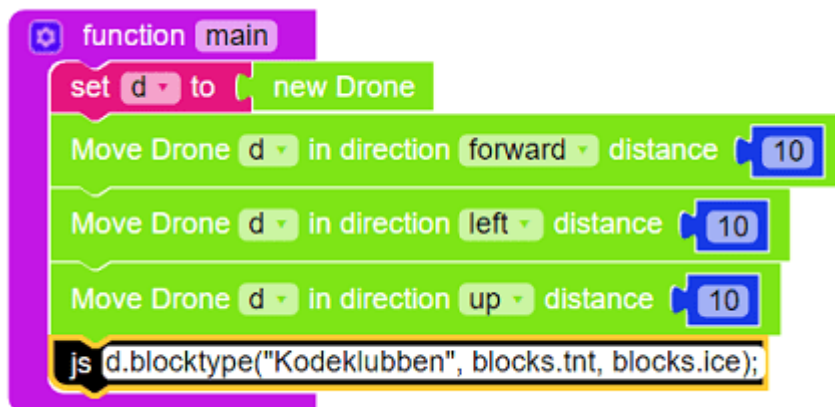 function main
set d to new Drone
Move Drone d in direction forward distance 10
Move Drone d in direction left distance 10
Move Drone d in direction up distance 10
js d.blocktype("Kodeklubben", blocks.tnt, blocks.ice);